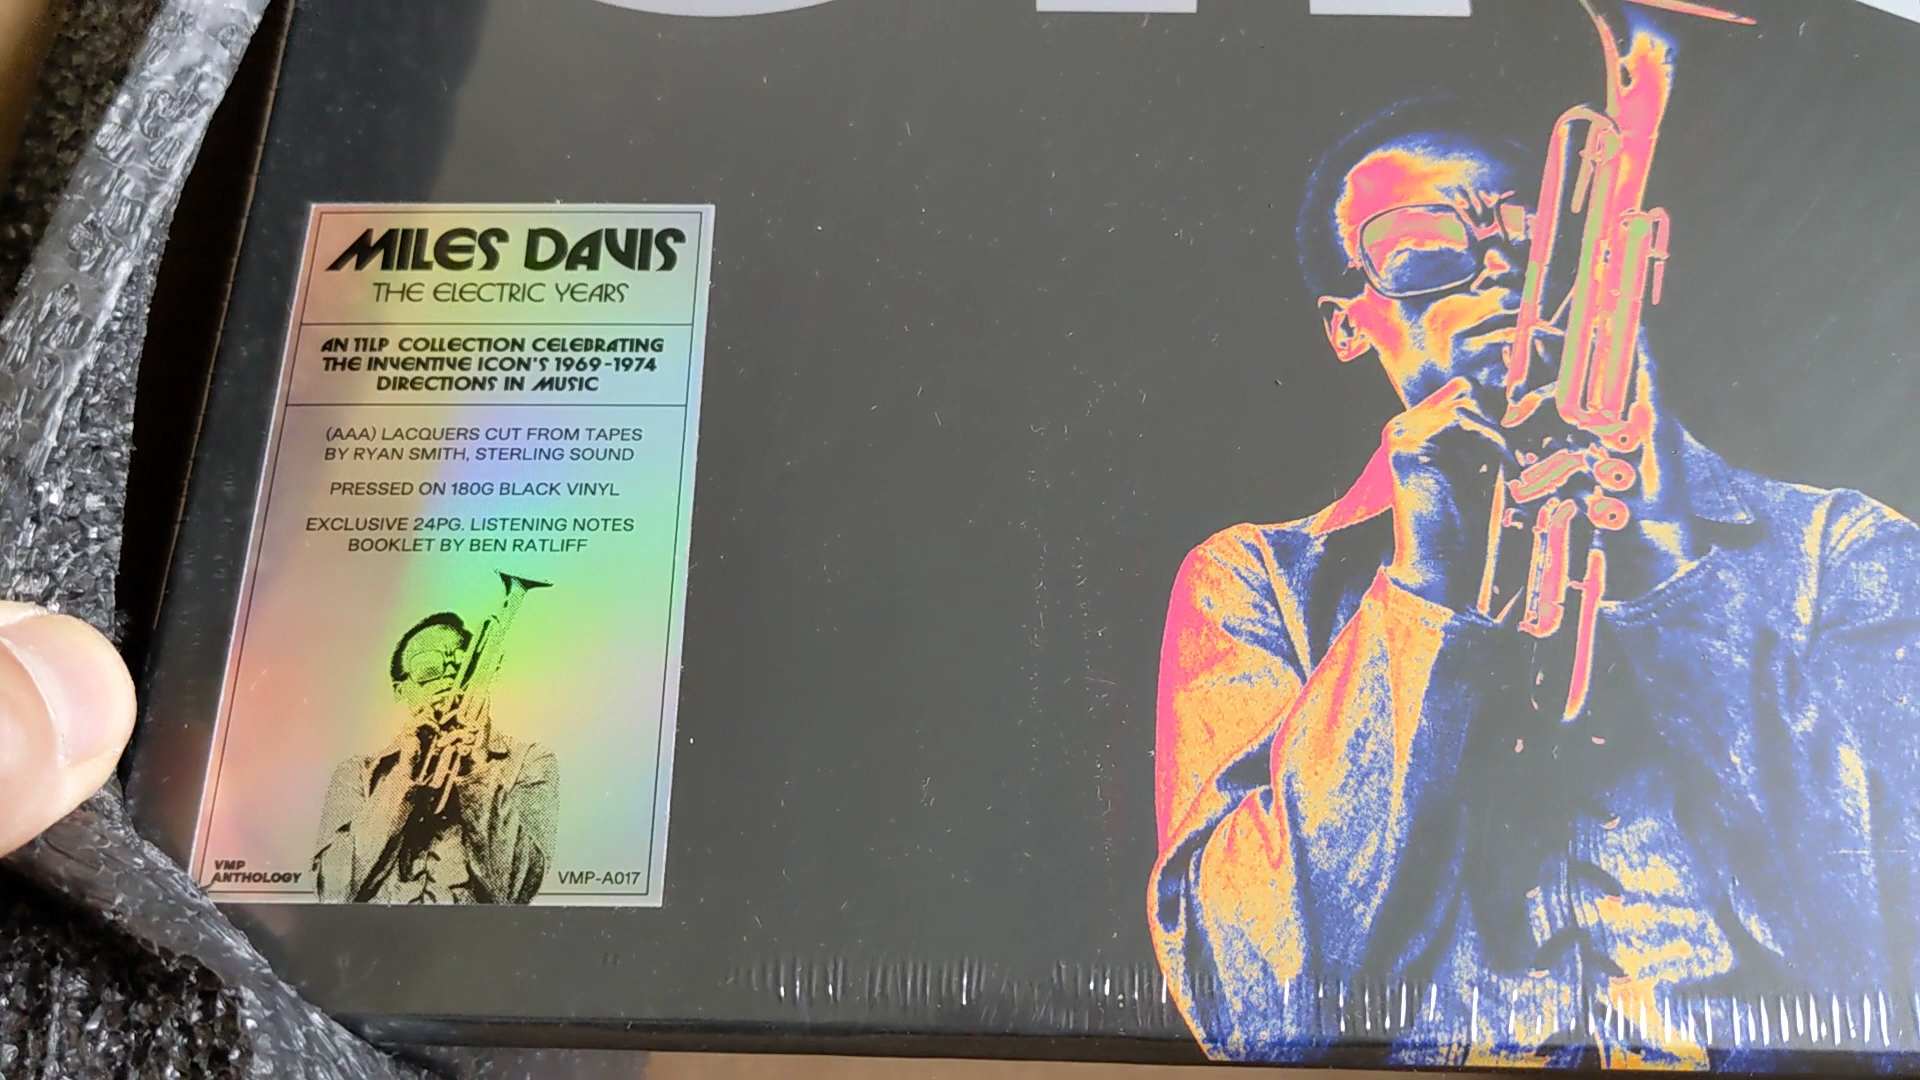 MILES DAVIS
THE ELECTRIC YEARS
AN 11LP COLLECTION CELEBRATING
THE INVENTIVE ICON'S 1969-1974
DIRECTIONS IN MUSIC
(AAA) LACQUERS CUT FROM TAPES
BY RYAN SMITH, STERLING SOUND
PRESSED ON 180G BLACK VINYL
EXCLUSIVE 24PG. LISTENING NOTES
BOOKLET BY BEN RATLIFF
VMP
ANTHOLOGY
VMP-A017